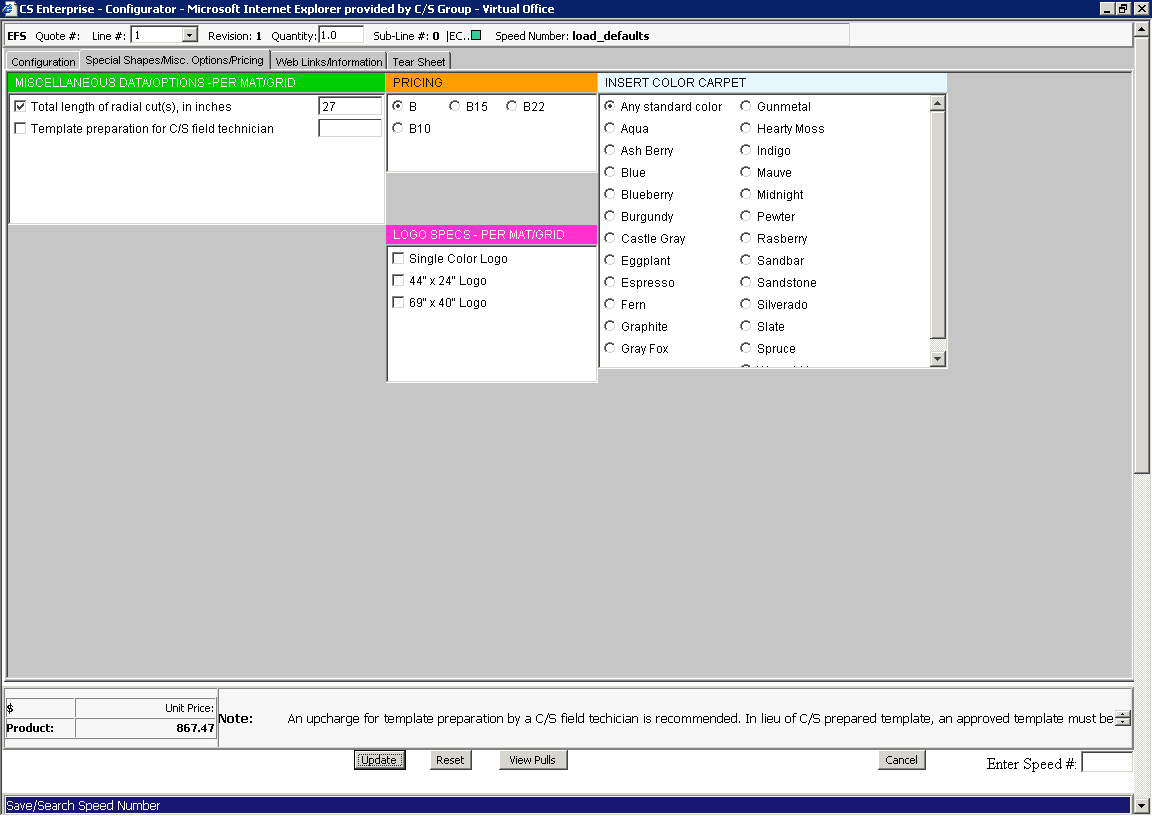 CS Enterprise - Configurator - Microsoft Internet Explorer provided by C/S Group - Virtual Office
EFS Quote #: Line #: 1 Revision: 1 Quantity: 1.0 Sub-Line #: 0 |EC.. Speed Number: load_defaults
Configuration Special Shapes/Misc. Options/Pricing Web Links/Information Tear Sheet
MISCELLANEOUS DATA/OPTIONS -PER MAT/GRID PRICING INSERT COLOR CARPET
Total length of radial cut(s), in inches 27 B B15 B22 Any standard color Gunmetal
Template preparation for C/S field technician B10 Aqua Hearty Moss
Ash Berry Indigo
Blue Mauve
Blueberry Midnight
Burgundy Pewter
LOGO SPECS - PER MAT/GRID Castle Gray Rasberry
Single Color Logo Eggplant Sandbar
44" x 24" Logo Espresso Sandstone
69" x 40" Logo Fern Silverado
Graphite Slate
Gray Fox Spruce
$ Unit Price:
Product: 867.47
Note: An upcharge for template preparation by a C/S field techician is recommended. In lieu of C/S prepared template, an approved template must be
Update Reset View Pulls Cancel Enter Speed #:
Save/Search Speed Number